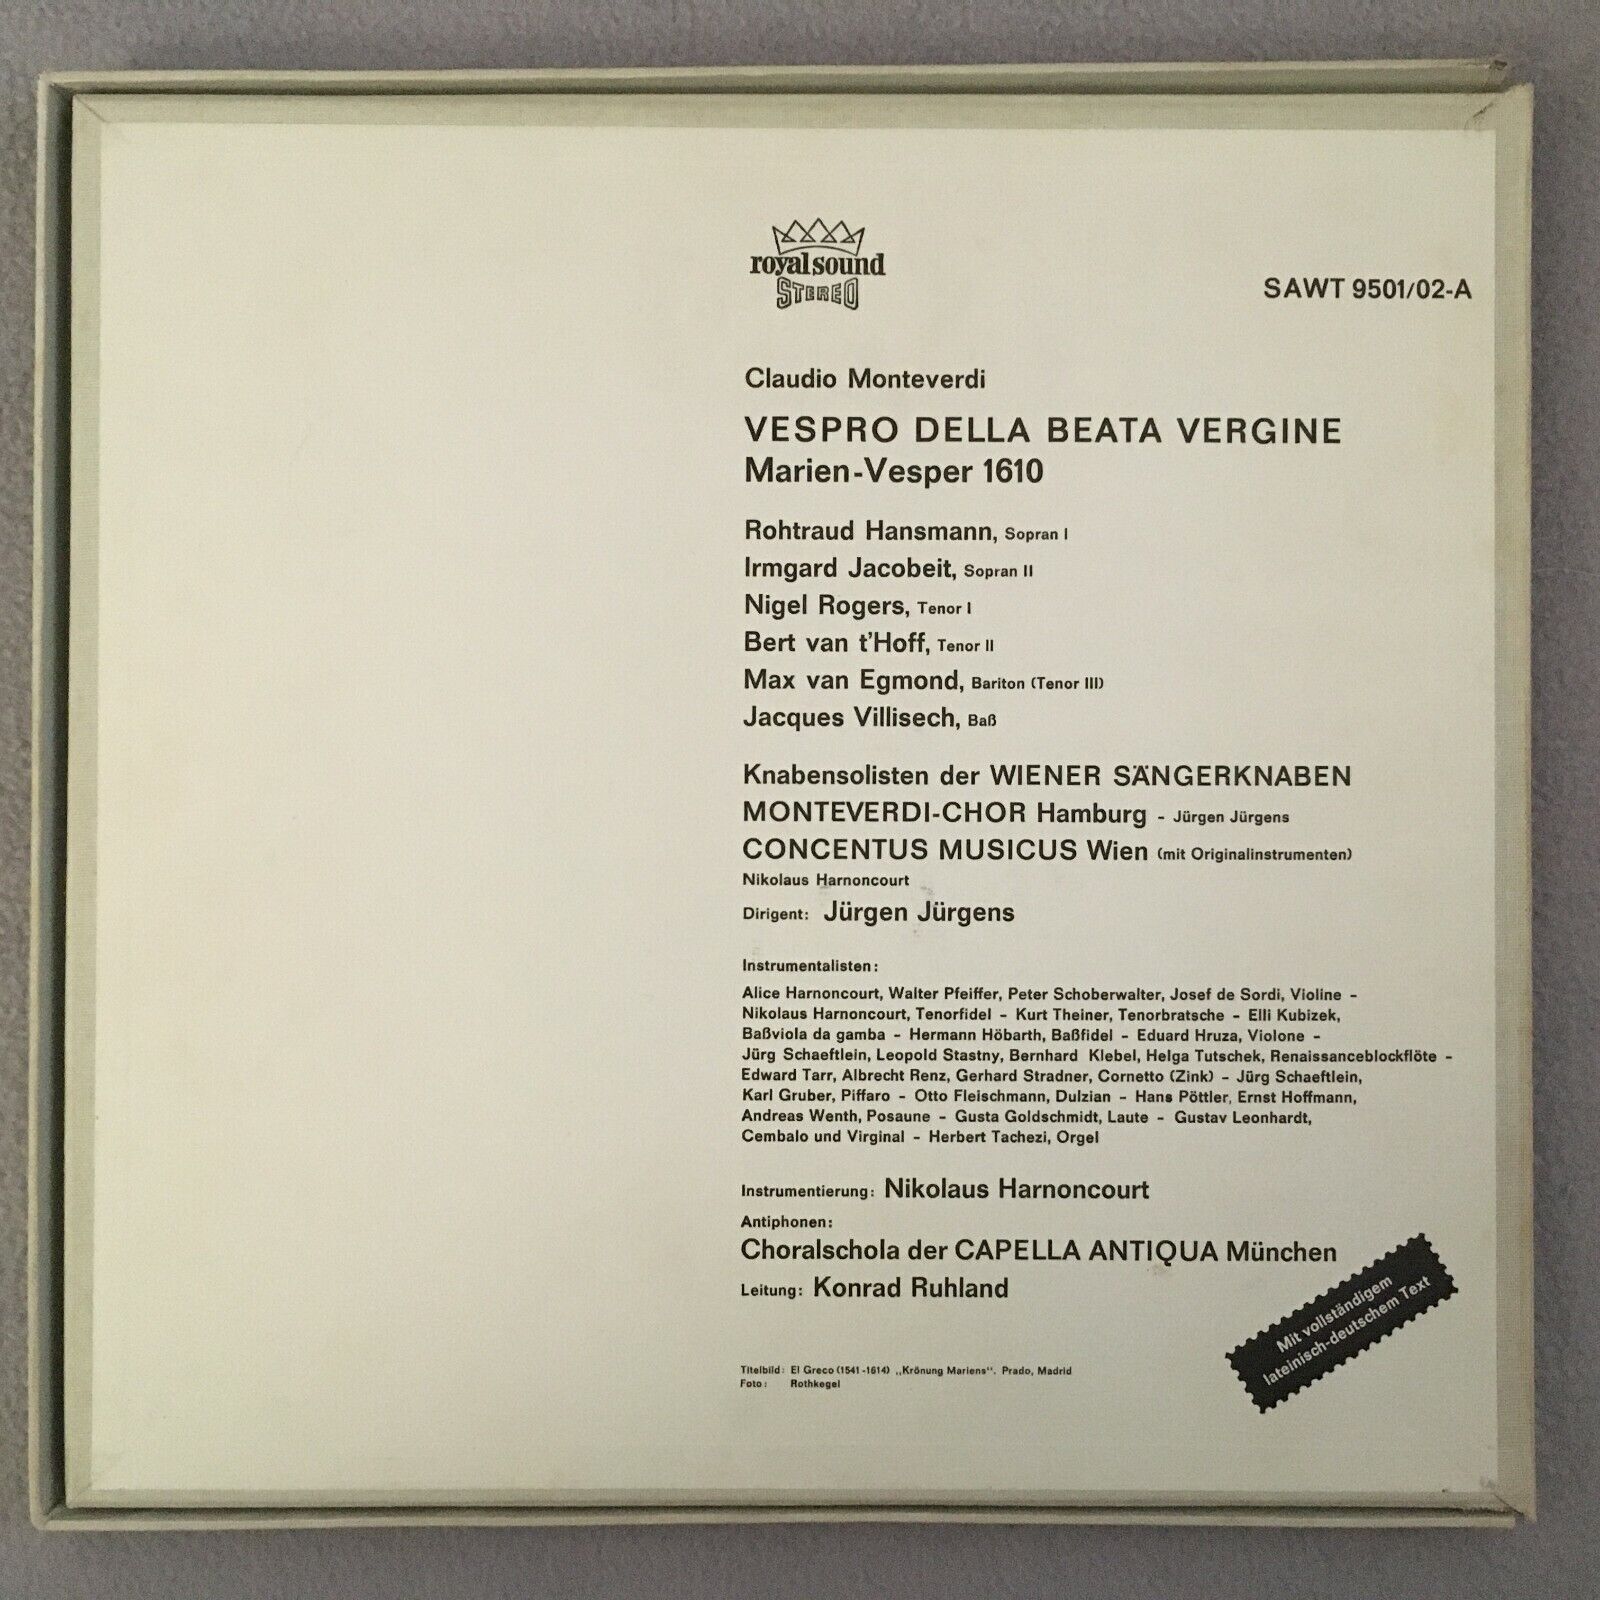 royalsound
STEREO
SAWT 9501/02-A
Claudio Monteverdi
VESPRO DELLA BEATA VERGINE
Marien-Vesper 1610
Rohtraud Hansmann, Sopran I
Irmgard Jacobeit, Sopran II
Nigel Rogers, Tenor I
Bert van t'Hoff, Tenor II
Max van Egmond, Bariton (Tenor III)
Jacques Villisech, Baß
Knabensolisten der WIENER SÄNGERKNABEN
MONTEVERDI-CHOR Hamburg - Jürgen Jürgens
CONCENTUS MUSICUS Wien (mit Originalinstrumenten)
Nikolaus Harnoncourt
Dirigent: Jürgen Jürgens
Instrumentalisten:
Alice Harnoncourt, Walter Pfeiffer, Peter Schoberwalter, Josef de Sordi, Violine –
Nikolaus Harnoncourt, Tenorfidel – Kurt Theiner, Tenorbratsche – Elli Kubizek,
Baßviola da gamba – Hermann Höbarth, Baßfidel – Eduard Hruza, Violone –
Jürg Schaeftlein, Leopold Stastny, Bernhard Klebel, Helga Tutschek, Renaissanceblockflöte –
Edward Tarr, Albrecht Renz, Gerhard Stradner, Cornetto (Zink) – Jürg Schaeftlein,
Karl Gruber, Piffaro – Otto Fleischmann, Dulzian – Hans Pöttler, Ernst Hoffmann,
Andreas Wenth, Posaune – Gusta Goldschmidt, Laute – Gustav Leonhardt,
Cembalo und Virginal – Herbert Tachezi, Orgel
Instrumentierung: Nikolaus Harnoncourt
Antiphonen:
Choralschola der CAPELLA ANTIQUA München
Leitung: Konrad Ruhland
Titelbild: El Greco (1541-1614) „Krönung Mariens“. Prado, Madrid
Foto: Rothkegel
Mit vollständigem
lateinisch-deutschem Text